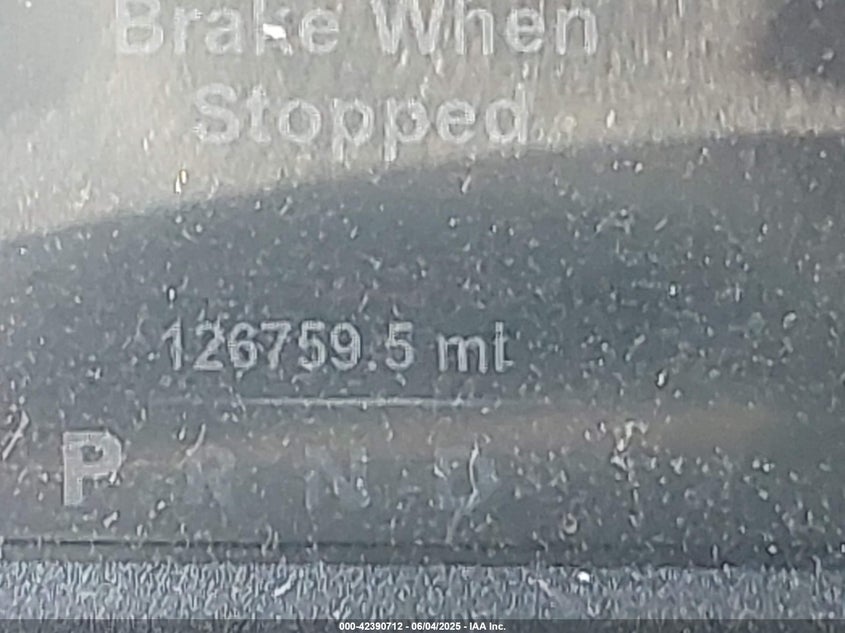 Brake When
Stopped
126759.5 mi
P R N D
000-42390712 - 06/04/2025 - IAA Inc.